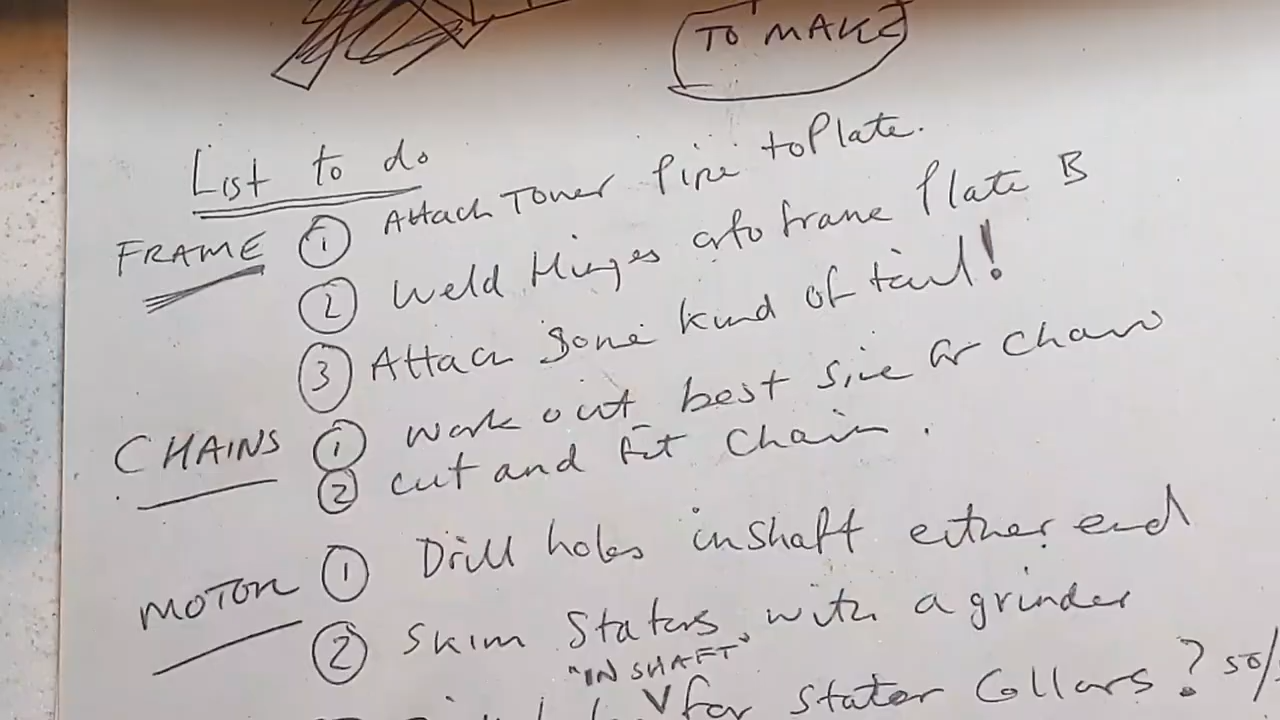 TO MAKE
List to do
FRAME ① Attach Tower Pipe to Plate.
② Weld Hinges to frame Plate B
③ Attach Some kind of tail!
CHAINS ① Work out best size of chain
② cut and fit Chain.
MOTOR ① Drill holes in shaft either end
② Skim Stators with a grinder
"IN SHAFT"
for Stator Collars? 50/